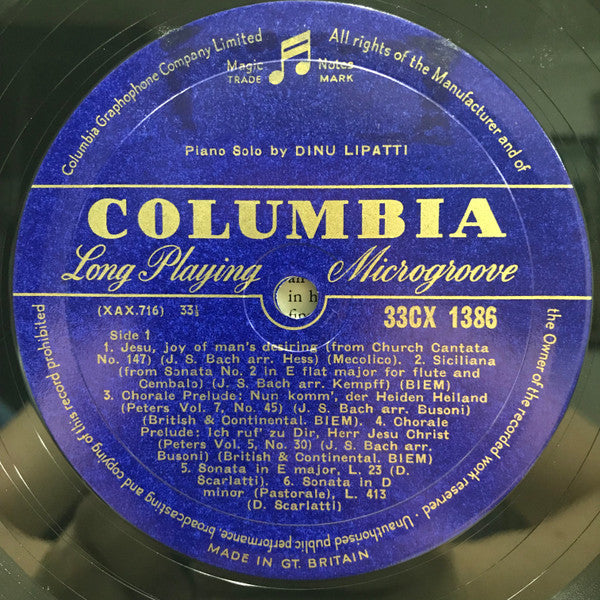 Columbia Graphophone Company Limited
All rights of the Manufacturer and of
the Owner of the recorded work reserved · Unauthorised public performance, broadcasting and copying of this record prohibited
Magic Notes
TRADE MARK
Piano Solo by DINU LIPATTI
COLUMBIA
Long Playing Microgroove
in h
(XAX.716) 33⅓
33CX 1386
Side 1
1. Jesu, joy of man's desiring (from Church Cantata
No. 147) (J. S. Bach arr. Hess) (Mecolico). 2. Siciliana
(from Sonata No. 2 in E flat major for flute and
Cembalo) (J. S. Bach arr. Kempff) (BIEM)
3. Chorale Prelude: Nun komm', der Heiden Heiland
(Peters Vol. 7, No. 45) (J. S. Bach arr. Busoni)
(British & Continental. BIEM) 4. Chorale
Prelude: Ich ruf' zu Dir, Herr Jesu Christ
(Peters Vol. 5, No. 30) (J. S. Bach arr.
Busoni) (British & Continental. BIEM)
5. Sonata in E major, L. 23 (D.
Scarlatti). 6. Sonata in D
minor (Pastorale), L. 413
(D. Scarlatti)
MADE IN GT. BRITAIN